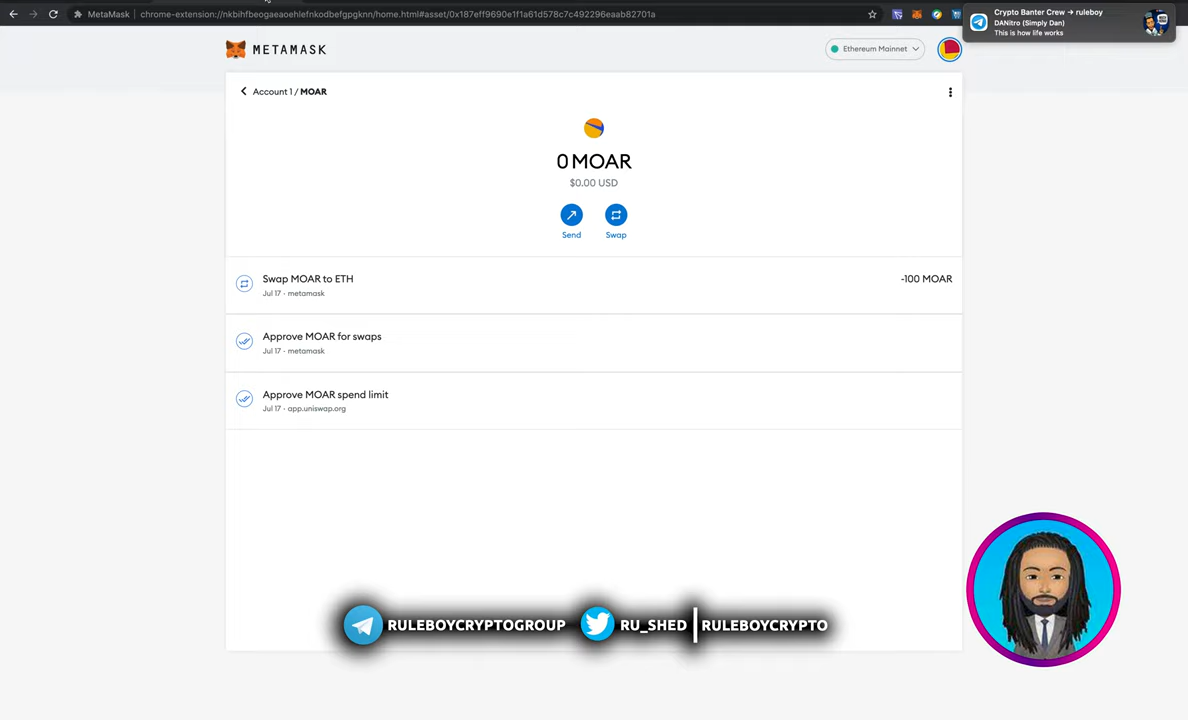 MetaMask
chrome-extension://nkbihfbeogaeaoehlefnkodbefgpgknn/home.html#asset/0x187eff9690e1f1a61d578c7c492296eaab82701a
Crypto Banter Crew → ruleboy
DANitro (Simply Dan)
This is how life works
METAMASK
Ethereum Mainnet
Account 1 / MOAR
0 MOAR
$0.00 USD
Send
Swap
Swap MOAR to ETH
-100 MOAR
Jul 17 · metamask
Approve MOAR for swaps
Jul 17 · metamask
Approve MOAR spend limit
Jul 17 · app.uniswap.org
RULEBOYCRYPTOGROUP
RU_SHED
RULEBOYCRYPTO